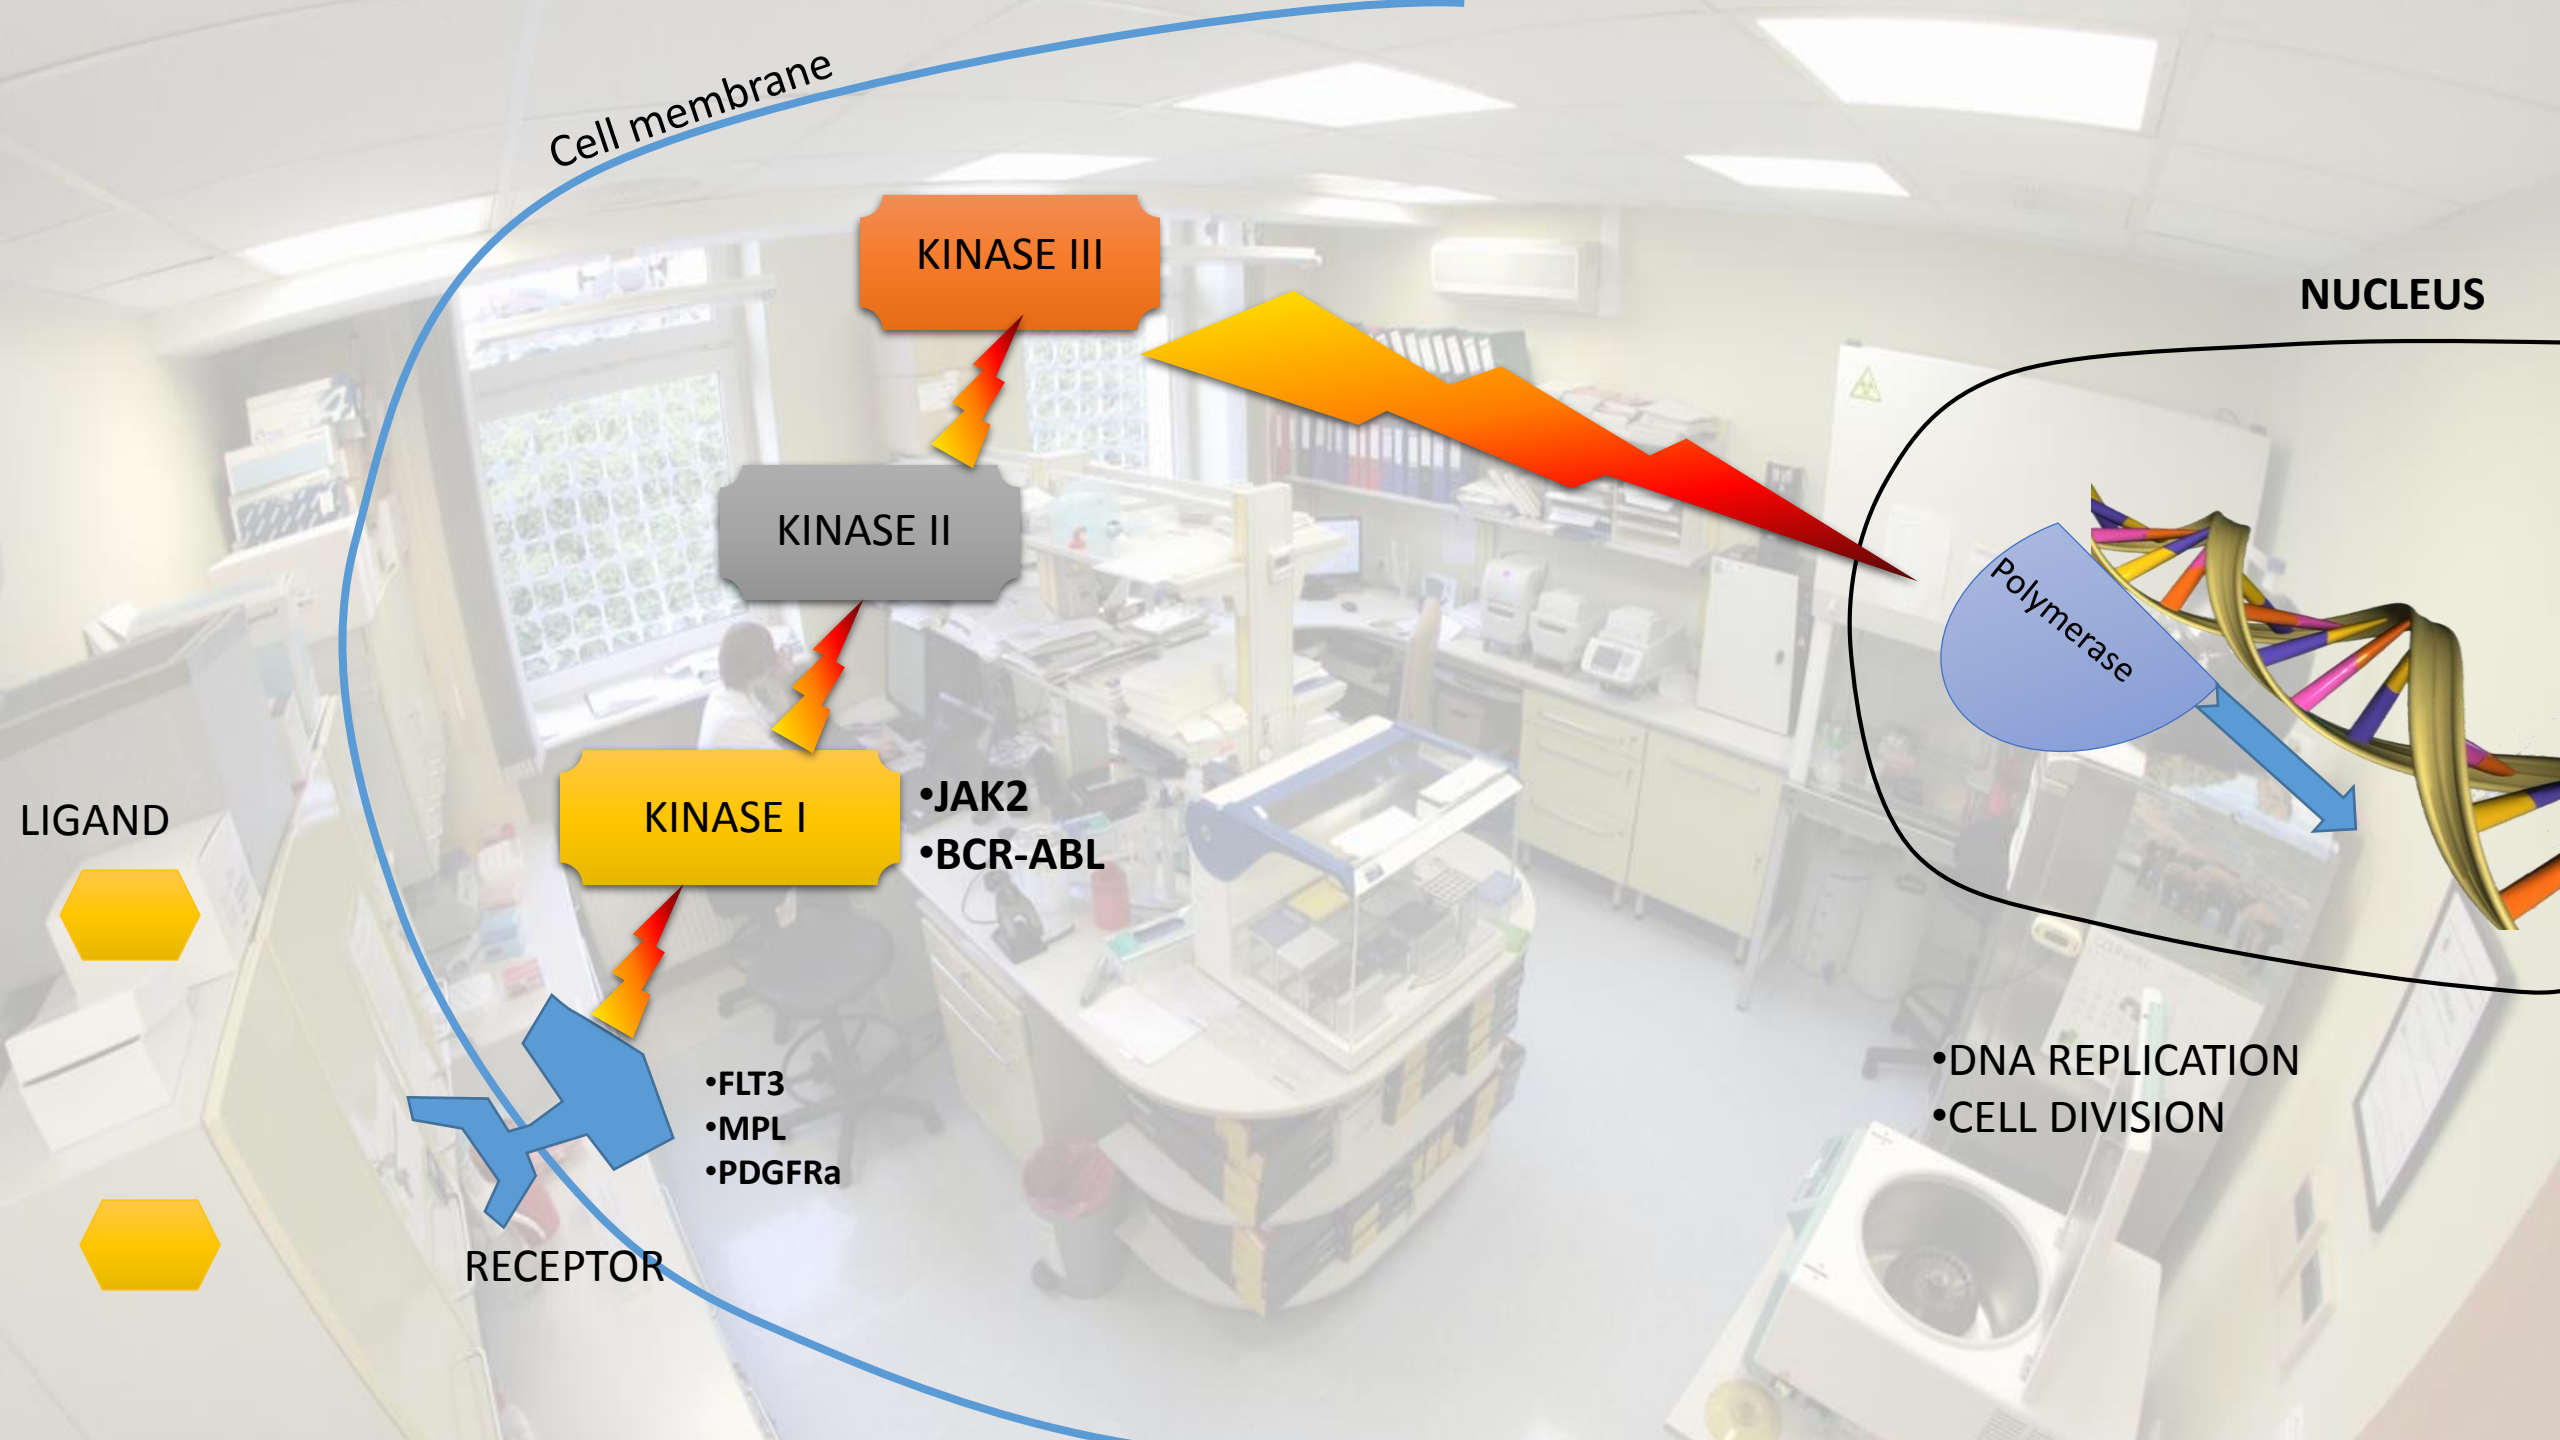 Cell membrane
KINASE III
NUCLEUS
KINASE II
Polymerase
LIGAND
KINASE I
•JAK2
•BCR-ABL
•FLT3
•MPL
•PDGFRa
•DNA REPLICATION
•CELL DIVISION
RECEPTOR